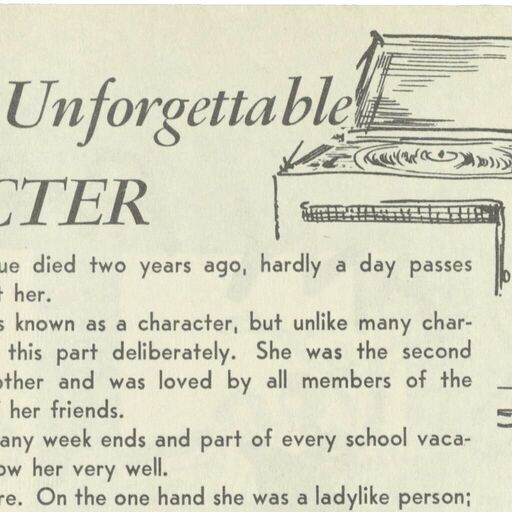 Unforgettable
CTER
ue died two years ago, hardly a day passes
t her.
s known as a character, but unlike many char-
this part deliberately. She was the second
other and was loved by all members of the
her friends.
any week ends and part of every school vaca-
ow her very well.
re. On the one hand she was a ladylike person;